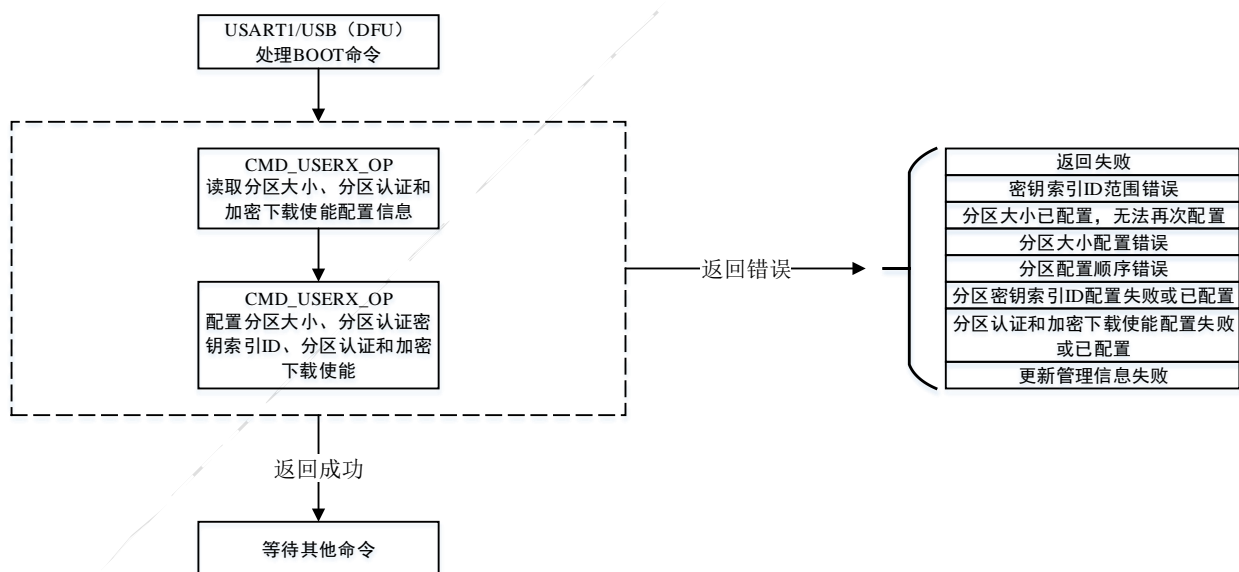 USART1/USB（DFU）
处理BOOT命令
CMD_USERX_OP
读取分区大小、分区认证和
加密下载使能配置信息
CMD_USERX_OP
配置分区大小、分区认证密
钥索引ID、分区认证和加密
下载使能
返回成功
等待其他命令
返回错误
返回失败
密钥索引ID范围错误
分区大小已配置，无法再次配置
分区大小配置错误
分区配置顺序错误
分区密钥索引ID配置失败或已配置
分区认证和加密下载使能配置失败
或已配置
更新管理信息失败